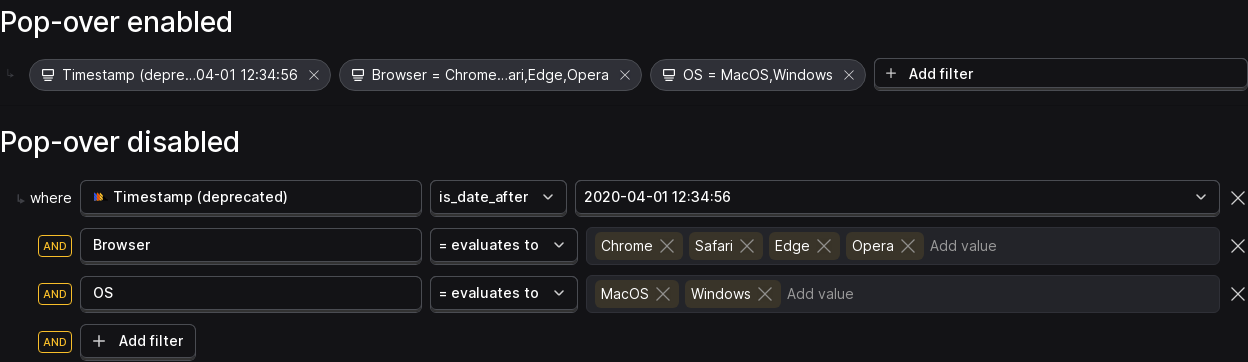 Pop-over enabled
Timestamp (depre...04-01 12:34:56 Browser = Chrome...ari,Edge,Opera OS = MacOS,Windows + Add filter
Pop-over disabled
where Timestamp (deprecated) is_date_after 2020-04-01 12:34:56
AND Browser = evaluates to Chrome Safari Edge Opera Add value
AND OS = evaluates to MacOS Windows Add value
AND + Add filter